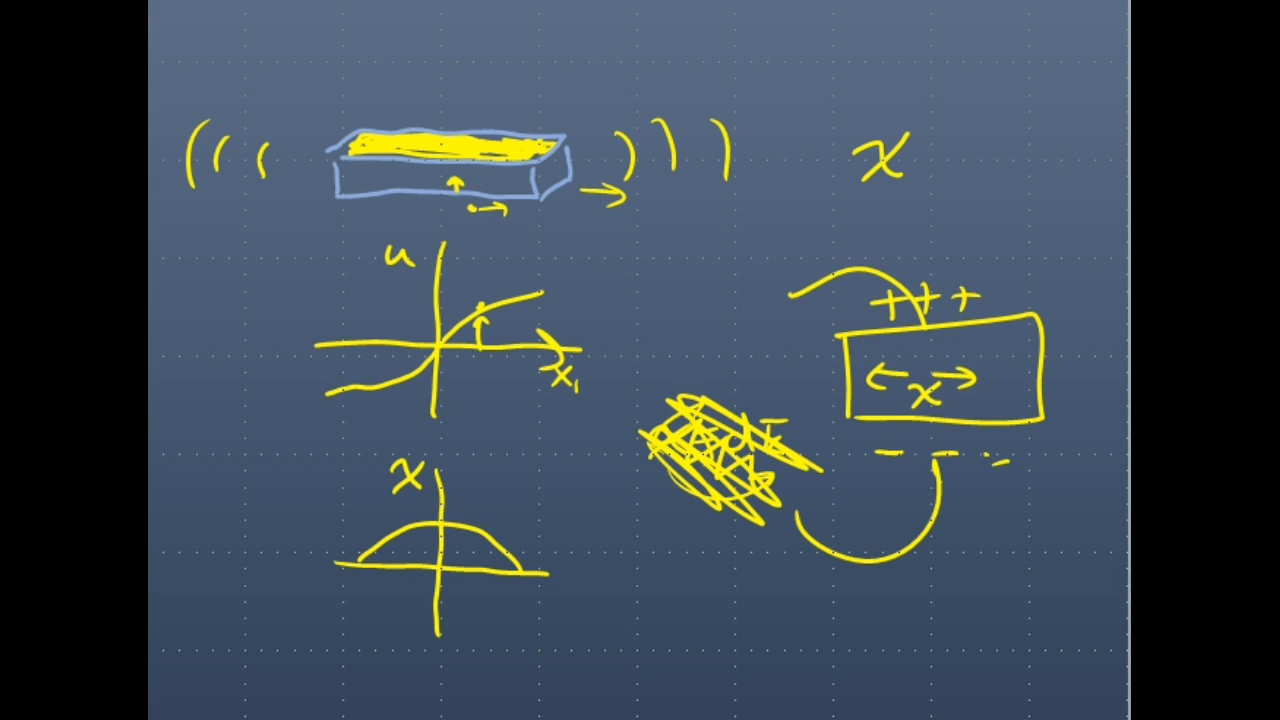 x
u
+ + +
x₁
x
x